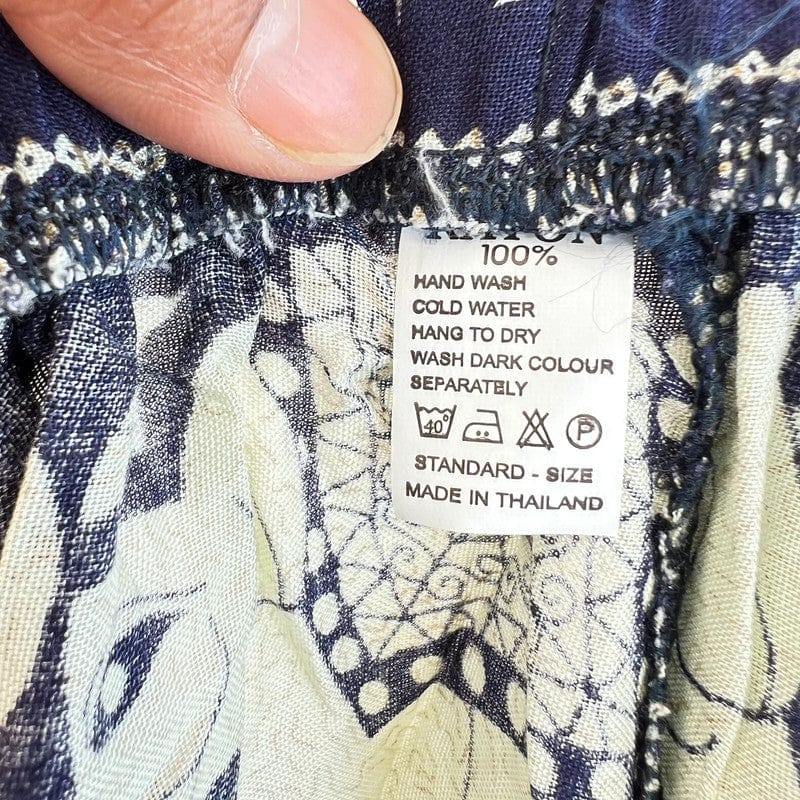 100%
HAND WASH
COLD WATER
HANG TO DRY
WASH DARK COLOUR
SEPARATELY
40° P
STANDARD - SIZE
MADE IN THAILAND